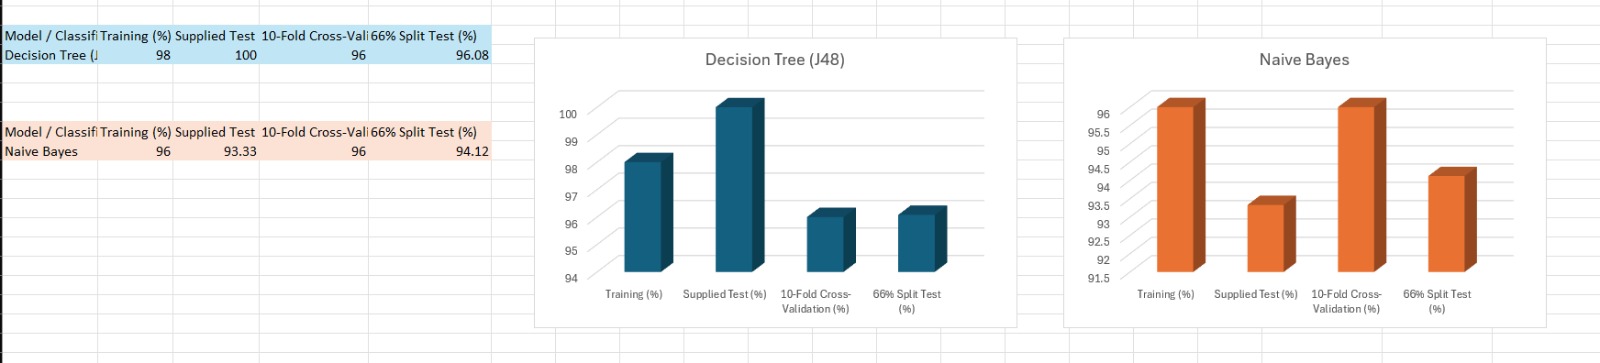 Model / Classifi Training (%) Supplied Test 10-Fold Cross-Vali 66% Split Test (%)
Decision Tree (J 98 100 96 96.08
Model / Classifi Training (%) Supplied Test 10-Fold Cross-Vali 66% Split Test (%)
Naive Bayes 96 93.33 96 94.12
Decision Tree (J48)
100
99
98
97
96
95
94
Training (%) Supplied Test (%) 10-Fold Cross- 66% Split Test
Validation (%) (%)
Naive Bayes
96
95.5
95
94.5
94
93.5
93
92.5
92
91.5
Training (%) Supplied Test (%) 10-Fold Cross- 66% Split Test
Validation (%) (%)